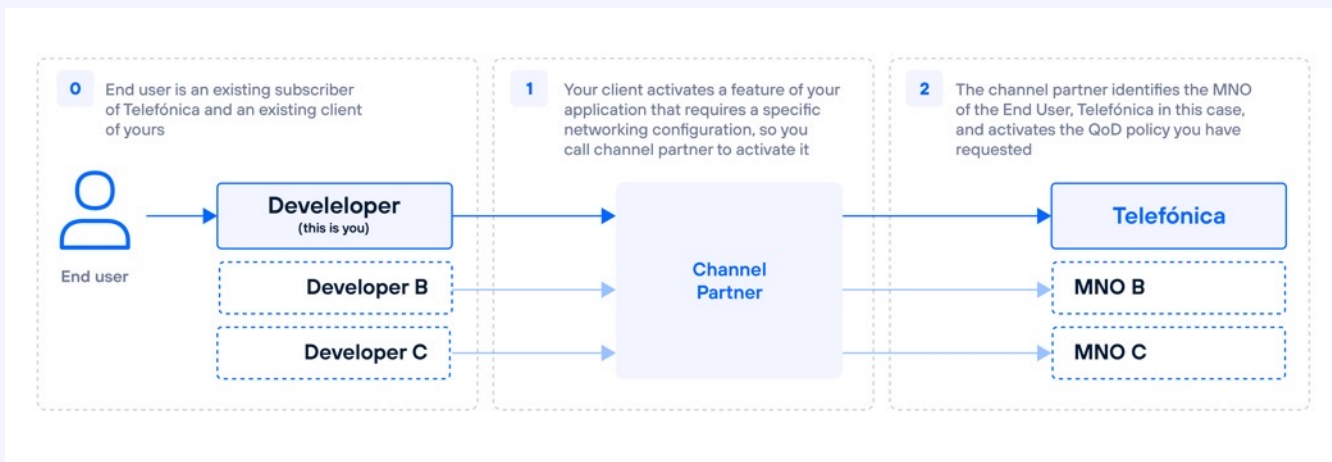 0
End user is an existing subscriber
of Telefónica and an existing client
of yours
End user
Develeloper
(this is you)
Developer B
Developer C
1
Your client activates a feature of your
application that requires a specific
networking configuration, so you
call channel partner to activate it
Channel
Partner
2
The channel partner identifies the MNO
of the End User, Telefónica in this case,
and activates the QoD policy you have
requested
Telefónica
MNO B
MNO C